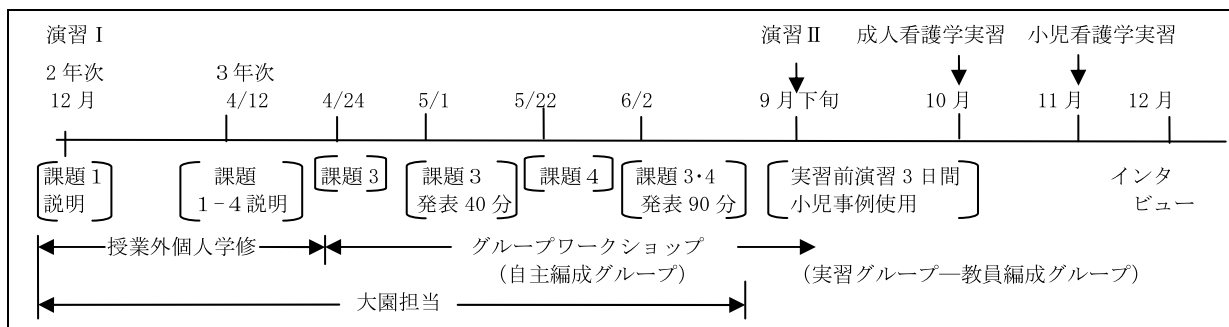 演習Ⅰ 演習Ⅱ 成人看護学実習 小児看護学実習
2年次 3年次
12月 4/12 4/24 5/1 5/22 6/2 9月下旬 10月 11月 12月
課題1 課題 課題3 課題3 課題4 課題3・4 実習前演習3日間 インタ
説明 1-4説明 発表40分 発表90分 小児事例使用 ビュー
授業外個人学修 グループワークショップ
(自主編成グループ) (実習グループ―教員編成グループ)
大園担当